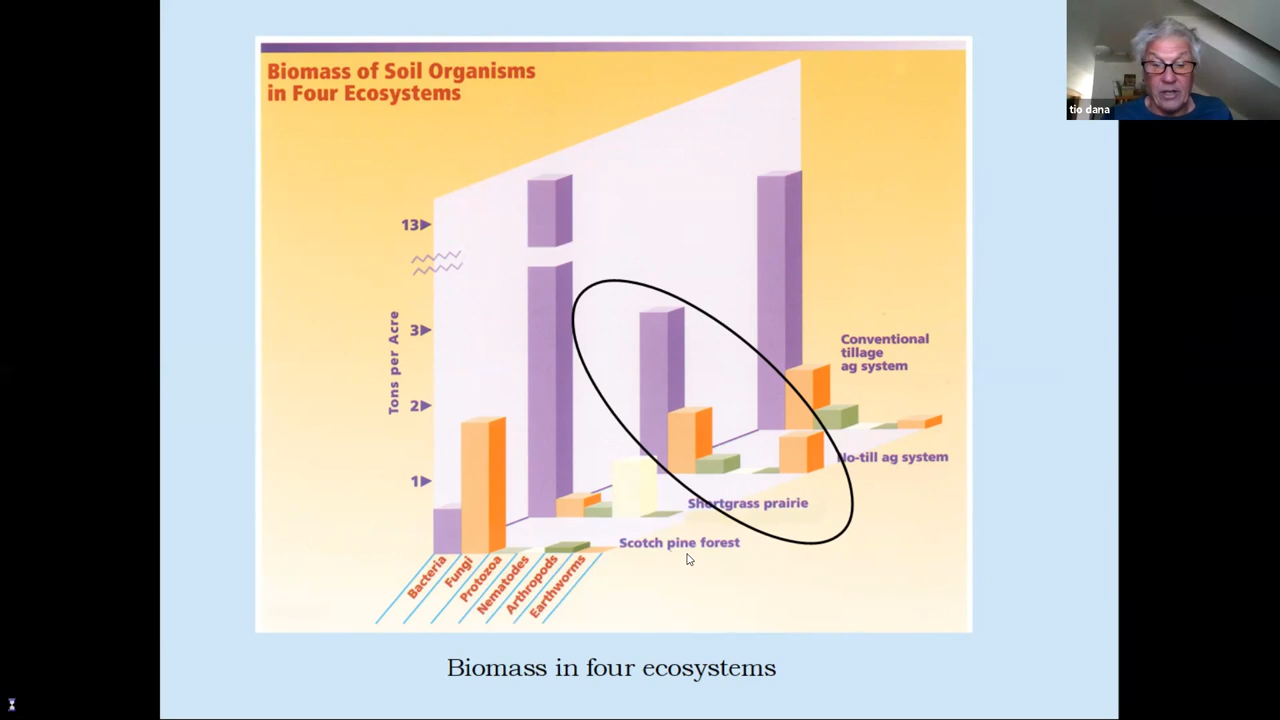 Biomass of Soil Organisms
in Four Ecosystems
tio dana
13
3
2
1
Tons per Acre
Conventional
tillage
ag system
No-till ag system
Shortgrass prairie
Scotch pine forest
Bacteria
Fungi
Protozoa
Nematodes
Arthropods
Earthworms
Biomass in four ecosystems